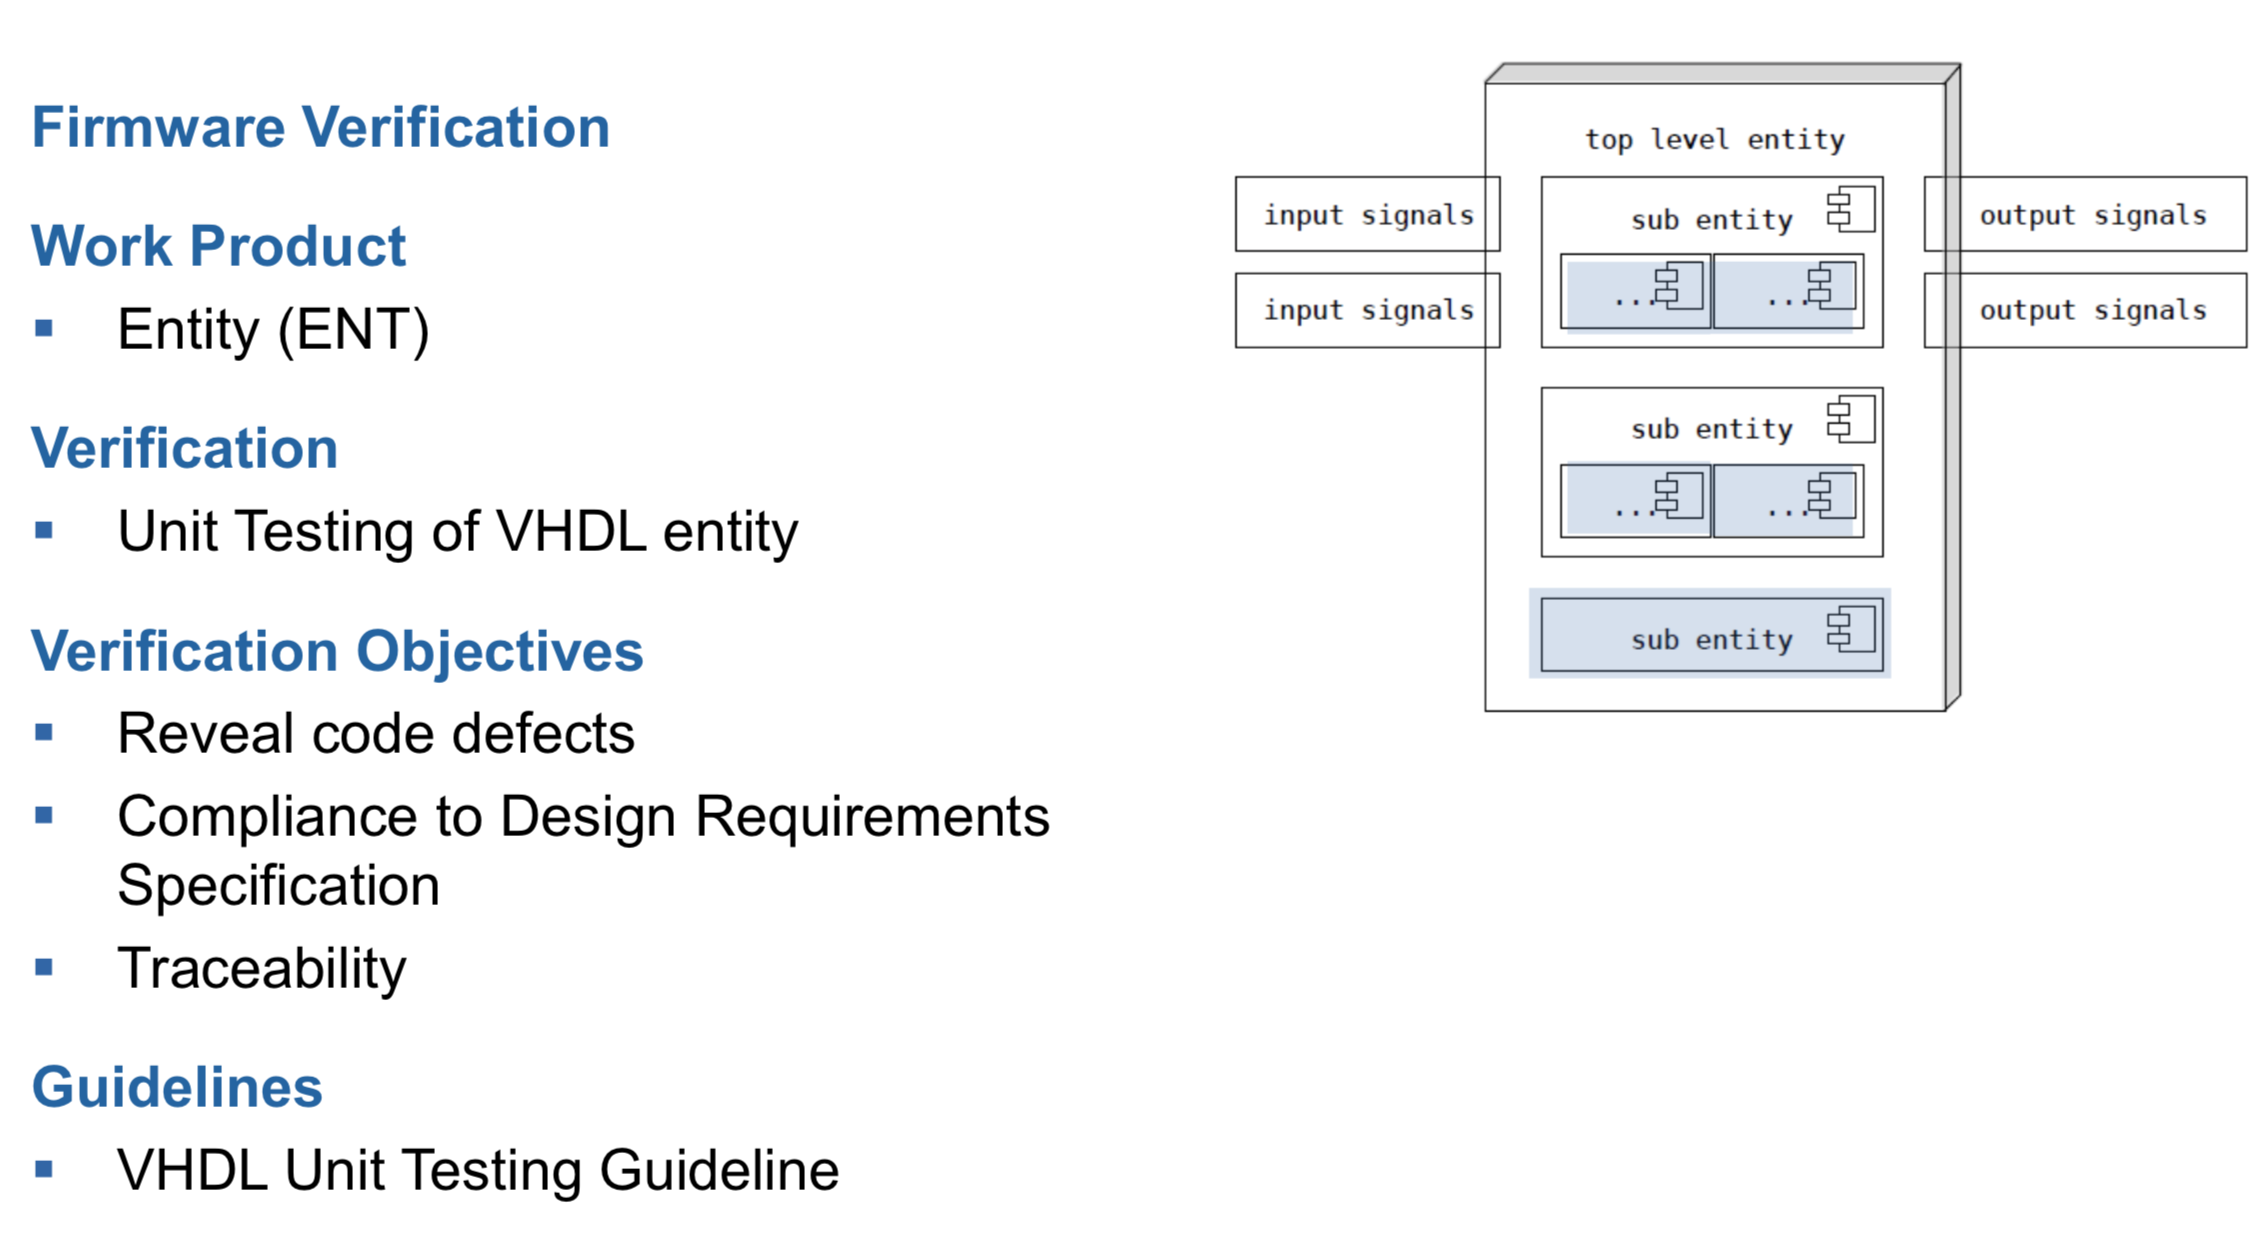 Firmware Verification
Work Product
▪ Entity (ENT)
Verification
▪ Unit Testing of VHDL entity
Verification Objectives
▪ Reveal code defects
▪ Compliance to Design Requirements
Specification
▪ Traceability
Guidelines
▪ VHDL Unit Testing Guideline
top level entity
input signals
sub entity
output signals
... ...
input signals
output signals
sub entity
... ...
sub entity